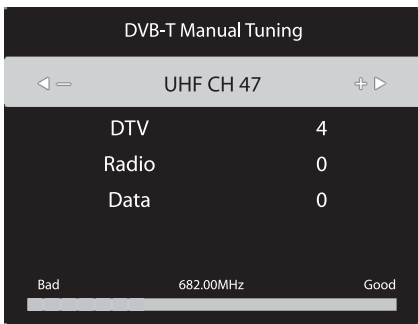 DVB-T Manual Tuning
UHF CH 47
DTV 4
Radio 0
Data 0
Bad 682.00MHz Good